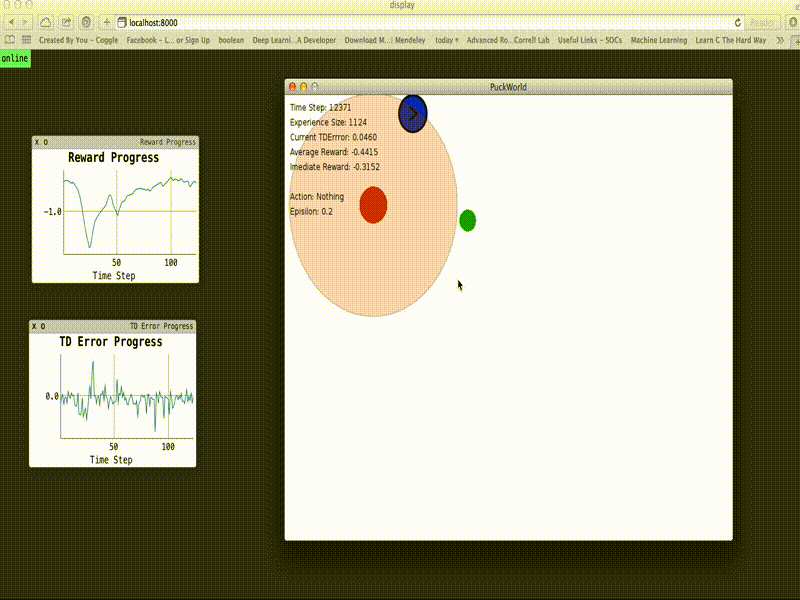 display
localhost:8000
Reader
Created By You – Coggle Facebook – L... or Sign Up boolean Deep Learni...A Developer Download M...| Mendeley today Advanced Ro...Correll Lab Useful Links – SOCs Machine Learning Learn C The Hard Way
online
PuckWorld
Time Step: 12371
Experience Size: 1124
Current TDErrror: 0.0460
Average Reward: -0.4415
Imediate Reward: -0.3152
Action: Nothing
Episilon: 0.2
X O Reward Progress
Reward Progress
-1.0
50 100
Time Step
X O TD Error Progress
TD Error Progress
0.0
50 100
Time Step